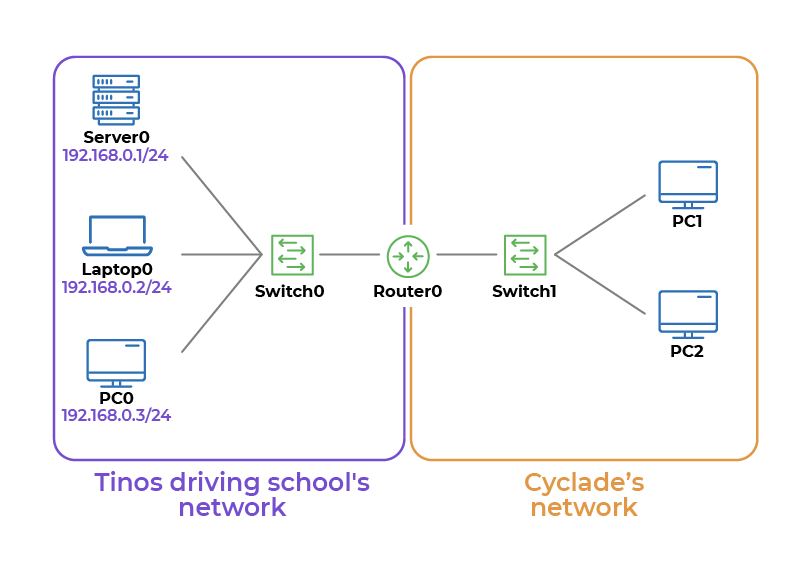 Server0
192.168.0.1/24
Laptop0
192.168.0.2/24
PC0
192.168.0.3/24
Switch0
Router0
Switch1
PC1
PC2
Tinos driving school's
network
Cyclade’s
network